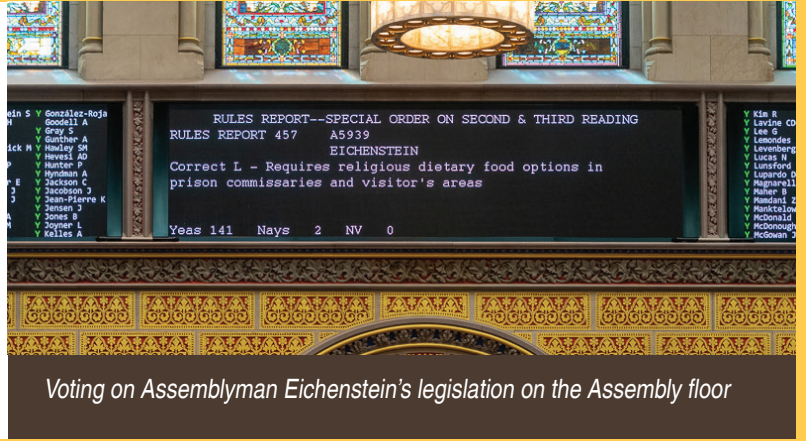 ein S Y González-Roja
H Goodell A
Y Gray S
Y Gunther A
ick M Y Hawley SM
Y Hevesi AD
P Y Hunter P
Y Hyndman A
r E Y Jackson C
Y Jacobson J
J Y Jean-Pierre K
Y Jensen J
A Y Jones B
M Y Joyner L
Y Kelles A
RULES REPORT--SPECIAL ORDER ON SECOND & THIRD READING
RULES REPORT 457 A5939
EICHENSTEIN
Correct L - Requires religious dietary food options in
prison commissaries and visitor's areas
Yeas 141 Nays 2 NV 0
Y Kim R
Y Lavine CD
Y Lee G
Y Lemondes
Y Levenberg
Y Lucas N
Y Lunsford
Y Lupardo D
Y Magnarell
Y Maher B
Y Mamdani Z
Y Manktelow
Y McDonald
Y McDonough
Y McGowan J
Voting on Assemblyman Eichenstein's legislation on the Assembly floor